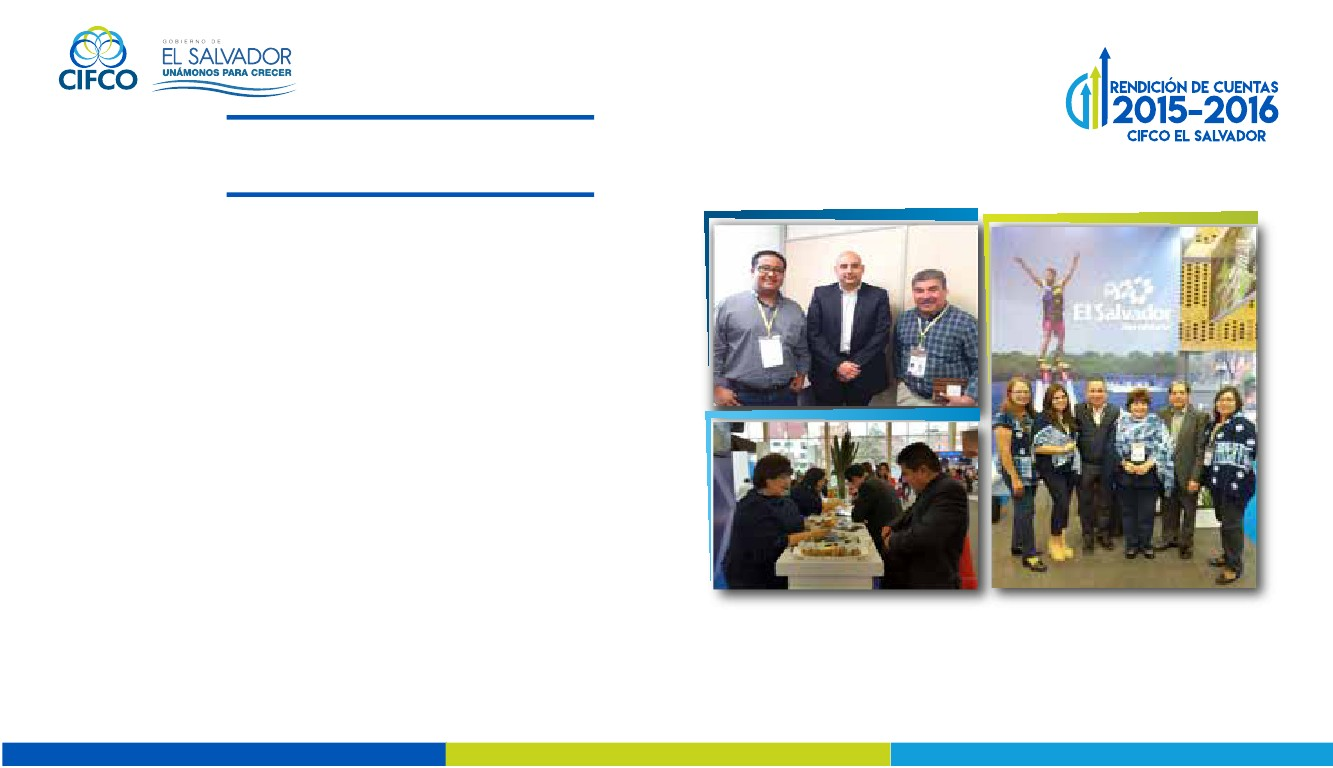 CIFCO
GOBIERNO DE
EL SALVADOR
UNÁMONOS PARA CRECER
RENDICIÓN DE CUENTAS
2015-2016
CIFCO EL SALVADOR
El Salvador